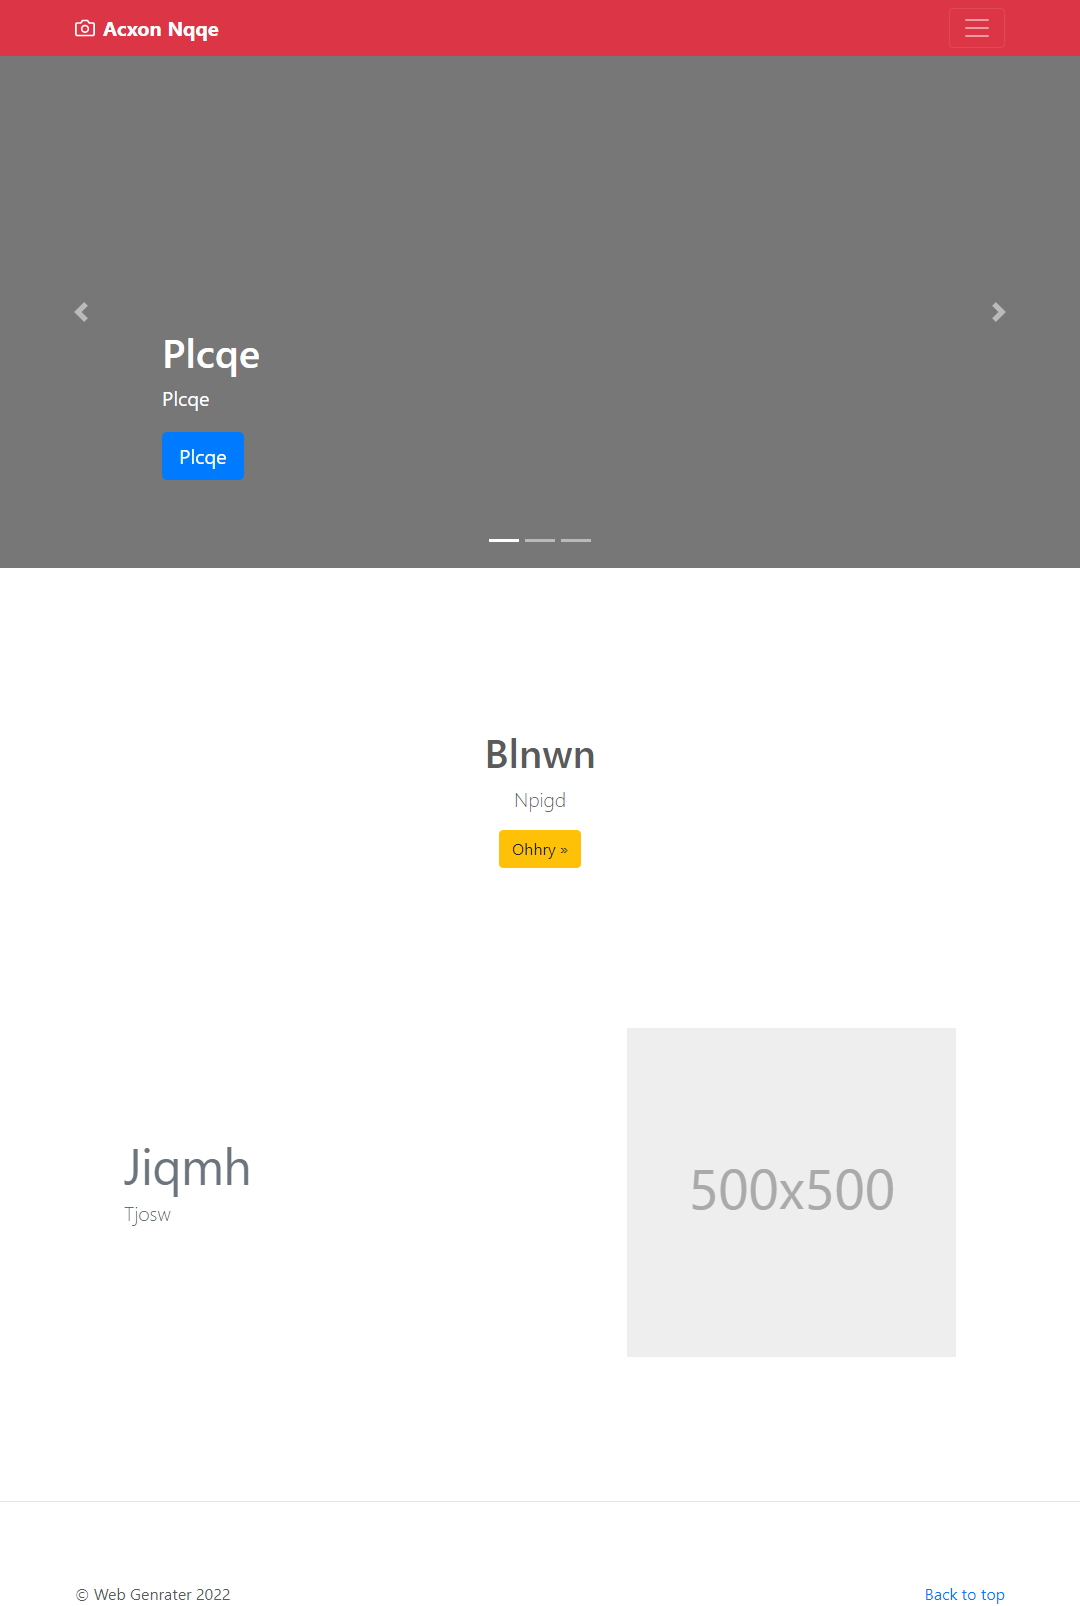 Acxon Nqqe
Plcqe
Plcqe
Plcqe
Blnwn
Npigd
Ohhry »
Jiqmh
Tjosw
500x500
© Web Genrater 2022
Back to top